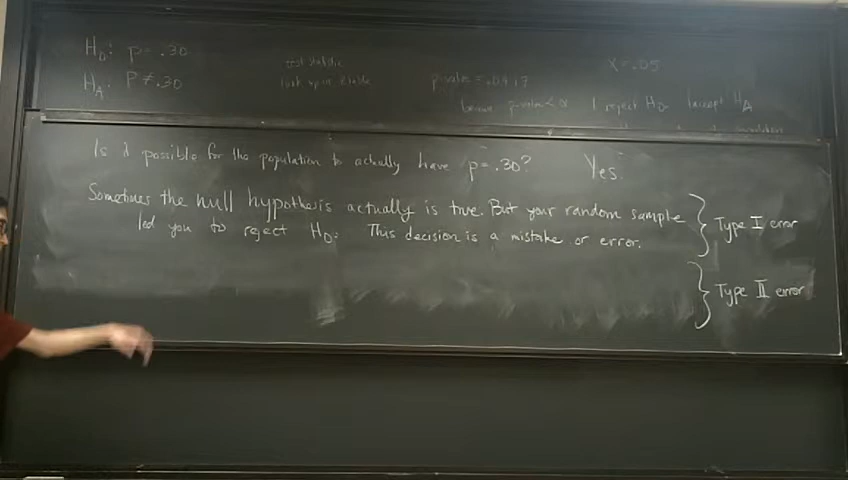 H₀: p = .30
H_A: P ≠ .30
test statistic
look up in Z table
p-value = .0417
because p-value < α I reject H₀. I accept H_A
α = .05
Is it possible for the population to actually have p = .30? Yes.
Sometimes the null hypothesis actually is true. But your random sample
led you to reject H₀. This decision is a mistake or error.
} Type I error
} Type II error